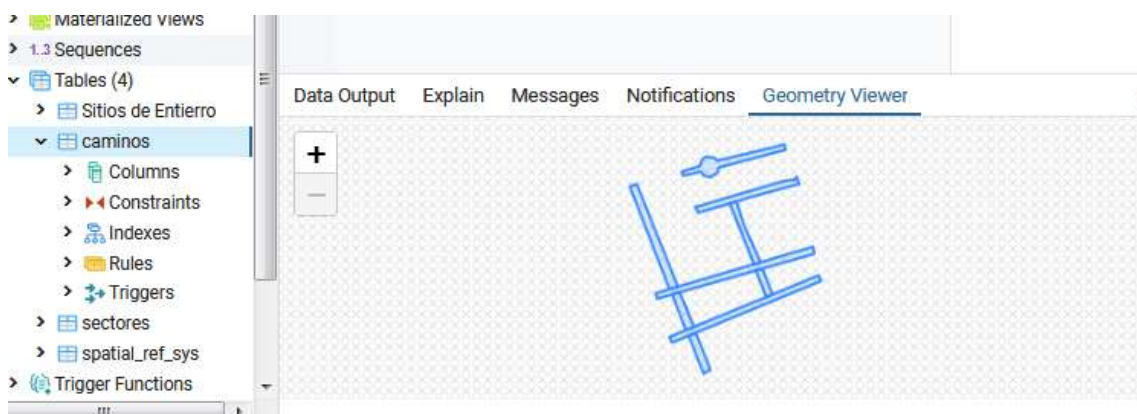 Materialized Views
1..3 Sequences
Tables (4)
Sitios de Entierro
caminos
Columns
Constraints
Indexes
Rules
Triggers
sectores
spatial_ref_sys
Trigger Functions
Data Output Explain Messages Notifications Geometry Viewer
+
−